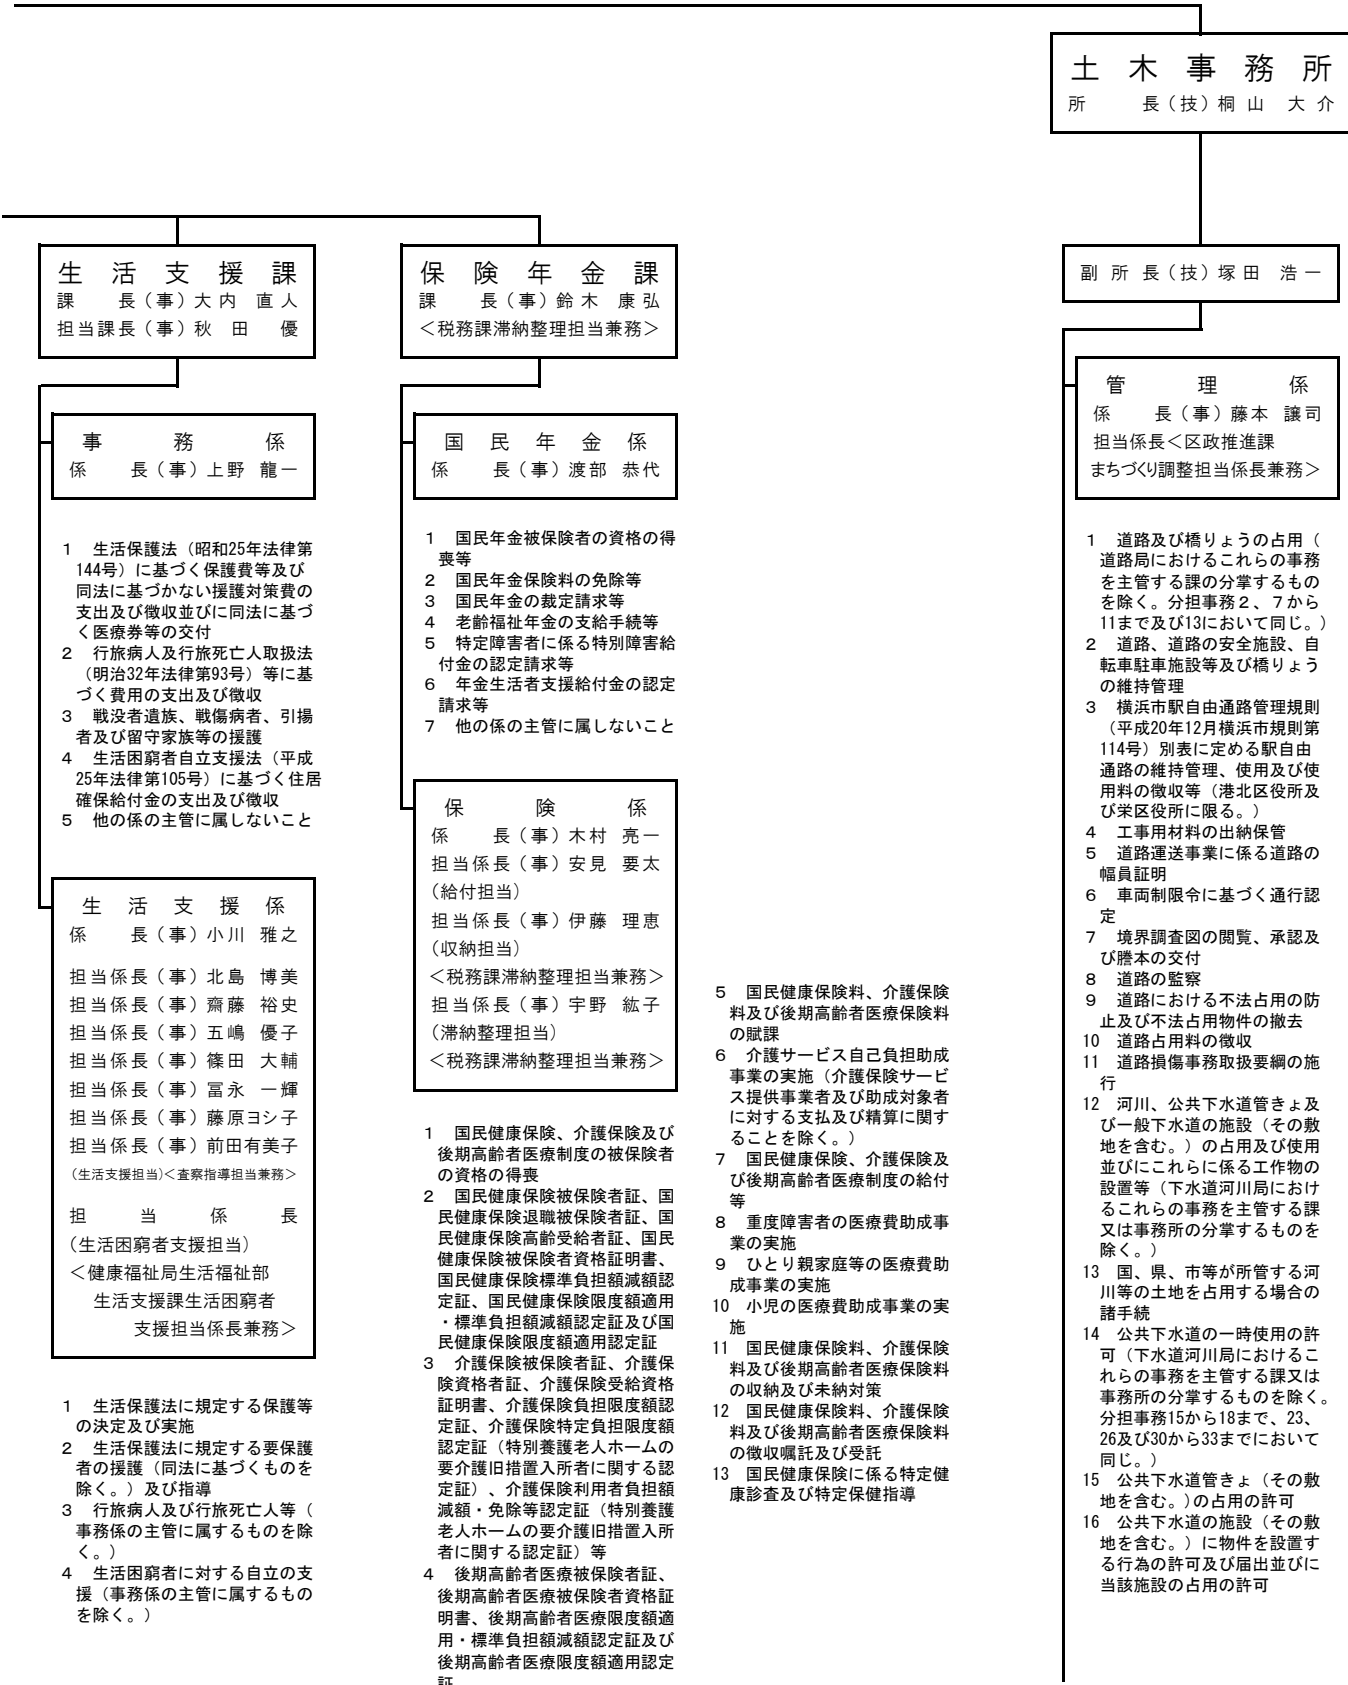 土木事務所
所長（技）桐山 大介
副所長（技）塚田 浩一
生活支援課
課長（事）大内 直人
担当課長（事）秋田 優
事務係
係長（事）上野 龍一
1　生活保護法（昭和25年法律第
144号）に基づく保護費等及び
同法に基づかない援護対策費の
支出及び徴収並びに同法に基づ
く医療券等の交付
2　行旅病人及行旅死亡人取扱法
（明治32年法律第93号）等に基
づく費用の支出及び徴収
3　戦没者遺族、戦傷病者、引揚
者及び留守家族等の援護
4　生活困窮者自立支援法（平成
25年法律第105号）に基づく住居
確保給付金の支出及び徴収
5　他の係の主管に属しないこと
生活支援係
係長（事）小川 雅之
担当係長（事）北島 博美
担当係長（事）齋藤 裕史
担当係長（事）五嶋 優子
担当係長（事）篠田 大輔
担当係長（事）冨永 一輝
担当係長（事）藤原ヨシ子
担当係長（事）前田有美子
(生活支援担当)＜査察指導担当兼務＞
担当係長
（生活困窮者支援担当）
＜健康福祉局生活福祉部
生活支援課生活困窮者
支援担当係長兼務＞
1　生活保護法に規定する保護等
の決定及び実施
2　生活保護法に規定する要保護
者の援護（同法に基づくものを
除く。）及び指導
3　行旅病人及び行旅死亡人等（
事務係の主管に属するものを除
く。）
4　生活困窮者に対する自立の支
援（事務係の主管に属するもの
を除く。）
保険年金課
課長（事）鈴木 康弘
＜税務課滞納整理担当兼務＞
国民年金係
係長（事）渡部 恭代
1　国民年金被保険者の資格の得
喪等
2　国民年金保険料の免除等
3　国民年金の裁定請求等
4　老齢福祉年金の支給手続等
5　特定障害者に係る特別障害給
付金の認定請求等
6　年金生活者支援給付金の認定
請求等
7　他の係の主管に属しないこと
保険係
係長（事）木村 亮一
担当係長（事）安見 要太
（給付担当）
担当係長（事）伊藤 理恵
（収納担当）
＜税務課滞納整理担当兼務＞
担当係長（事）宇野 紘子
（滞納整理担当）
＜税務課滞納整理担当兼務＞
1　国民健康保険、介護保険及び
後期高齢者医療制度の被保険者
の資格の得喪
2　国民健康保険被保険者証、国
民健康保険退職被保険者証、国
民健康保険高齢受給者証、国民
健康保険被保険者資格証明書、
国民健康保険標準負担額減額認
定証、国民健康保険限度額適用
・標準負担額減額認定証及び国
民健康保険限度額適用認定証
3　介護保険被保険者証、介護保
険資格者証、介護保険受給資格
証明書、介護保険負担限度額認
定証、介護保険特定負担限度額
認定証（特別養護老人ホームの
要介護旧措置入所者に関する認
定証）、介護保険利用者負担額
減額・免除等認定証（特別養護
老人ホームの要介護旧措置入所
者に関する認定証）等
4　後期高齢者医療被保険者証、
後期高齢者医療被保険者資格証
明書、後期高齢者医療限度額適
用・標準負担額減額認定証及び
後期高齢者医療限度額適用認定
証
5　国民健康保険料、介護保険
料及び後期高齢者医療保険料
の賦課
6　介護サービス自己負担助成
事業の実施（介護保険サービ
ス提供事業者及び助成対象者
に対する支払及び精算に関す
ることを除く。）
7　国民健康保険、介護保険及
び後期高齢者医療制度の給付
等
8　重度障害者の医療費助成事
業の実施
9　ひとり親家庭等の医療費助
成事業の実施
10　小児の医療費助成事業の実
施
11　国民健康保険料、介護保険
料及び後期高齢者医療保険料
の収納及び未納対策
12　国民健康保険料、介護保険
料及び後期高齢者医療保険料
の徴収嘱託及び受託
13　国民健康保険に係る特定健
康診査及び特定保健指導
管理係
係長（事）藤本 譲司
担当係長＜区政推進課
まちづくり調整担当係長兼務＞
1　道路及び橋りょうの占用（
道路局におけるこれらの事務
を主管する課の分掌するもの
を除く。分担事務２、７から
11まで及び13において同じ。）
2　道路、道路の安全施設、自
転車駐車施設等及び橋りょう
の維持管理
3　横浜市駅自由通路管理規則
（平成20年12月横浜市規則第
114号）別表に定める駅自由
通路の維持管理、使用及び使
用料の徴収等（港北区役所及
び栄区役所に限る。）
4　工事用材料の出納保管
5　道路運送事業に係る道路の
幅員証明
6　車両制限令に基づく通行認
定
7　境界調査図の閲覧、承認及
び謄本の交付
8　道路の監察
9　道路における不法占用の防
止及び不法占用物件の撤去
10　道路占用料の徴収
11　道路損傷事務取扱要綱の施
行
12　河川、公共下水道管きょ及
び一般下水道の施設（その敷
地を含む。）の占用及び使用
並びにこれらに係る工作物の
設置等（下水道河川局におけ
るこれらの事務を主管する課
又は事務所の分掌するものを
除く。）
13　国、県、市等が所管する河
川等の土地を占用する場合の
諸手続
14　公共下水道の一時使用の許
可（下水道河川局におけるこ
れらの事務を主管する課又は
事務所の分掌するものを除く。
分担事務15から18まで、23、
26及び30から33までにおいて
同じ。）
15　公共下水道管きょ（その敷
地を含む。）の占用の許可
16　公共下水道の施設（その敷
地を含む。）に物件を設置す
る行為の許可及び届出並びに
当該施設の占用の許可